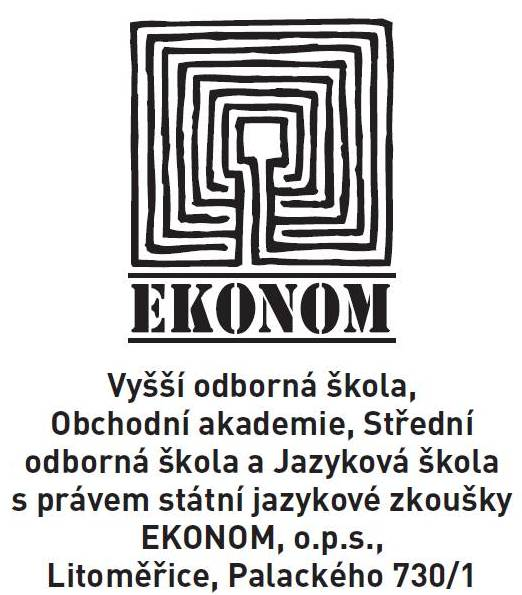 EKONOM
Vyšší odborná škola,
Obchodní akademie, Střední
odborná škola a Jazyková škola
s právem státní jazykové zkoušky
EKONOM, o.p.s.,
Litoměřice, Palackého 730/1